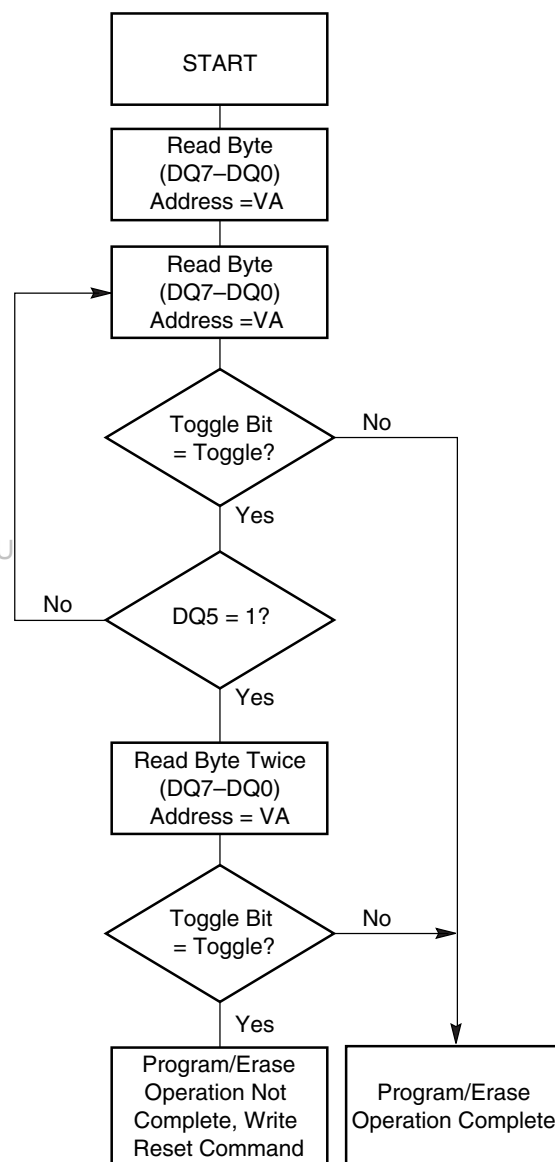 START
Read Byte
(DQ7–DQ0)
Address =VA
Read Byte
(DQ7–DQ0)
Address =VA
Toggle Bit
= Toggle?
No
Yes
U
No
DQ5 = 1?
Yes
Read Byte Twice
(DQ7–DQ0)
Address = VA
Toggle Bit
= Toggle?
No
Yes
Program/Erase
Operation Not
Complete, Write
Reset Command
Program/Erase
Operation Complete